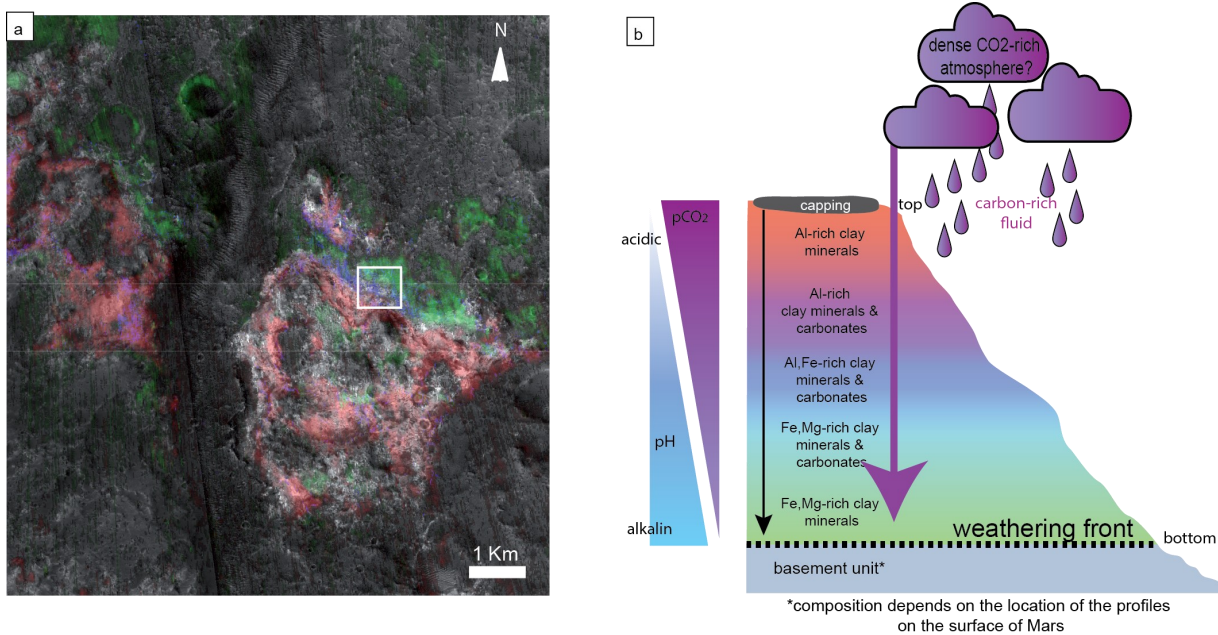 a
N
1 Km
b
dense CO2-rich
atmosphere?
carbon-rich
fluid
top
capping
pCO2
acidic
pH
alkalin
Al-rich clay
minerals
Al-rich
clay minerals &
carbonates
Al,Fe-rich clay
minerals &
carbonates
Fe,Mg-rich clay
minerals &
carbonates
Fe,Mg-rich clay
minerals
weathering front
bottom
basement unit*
*composition depends on the location of the profiles
on the surface of Mars